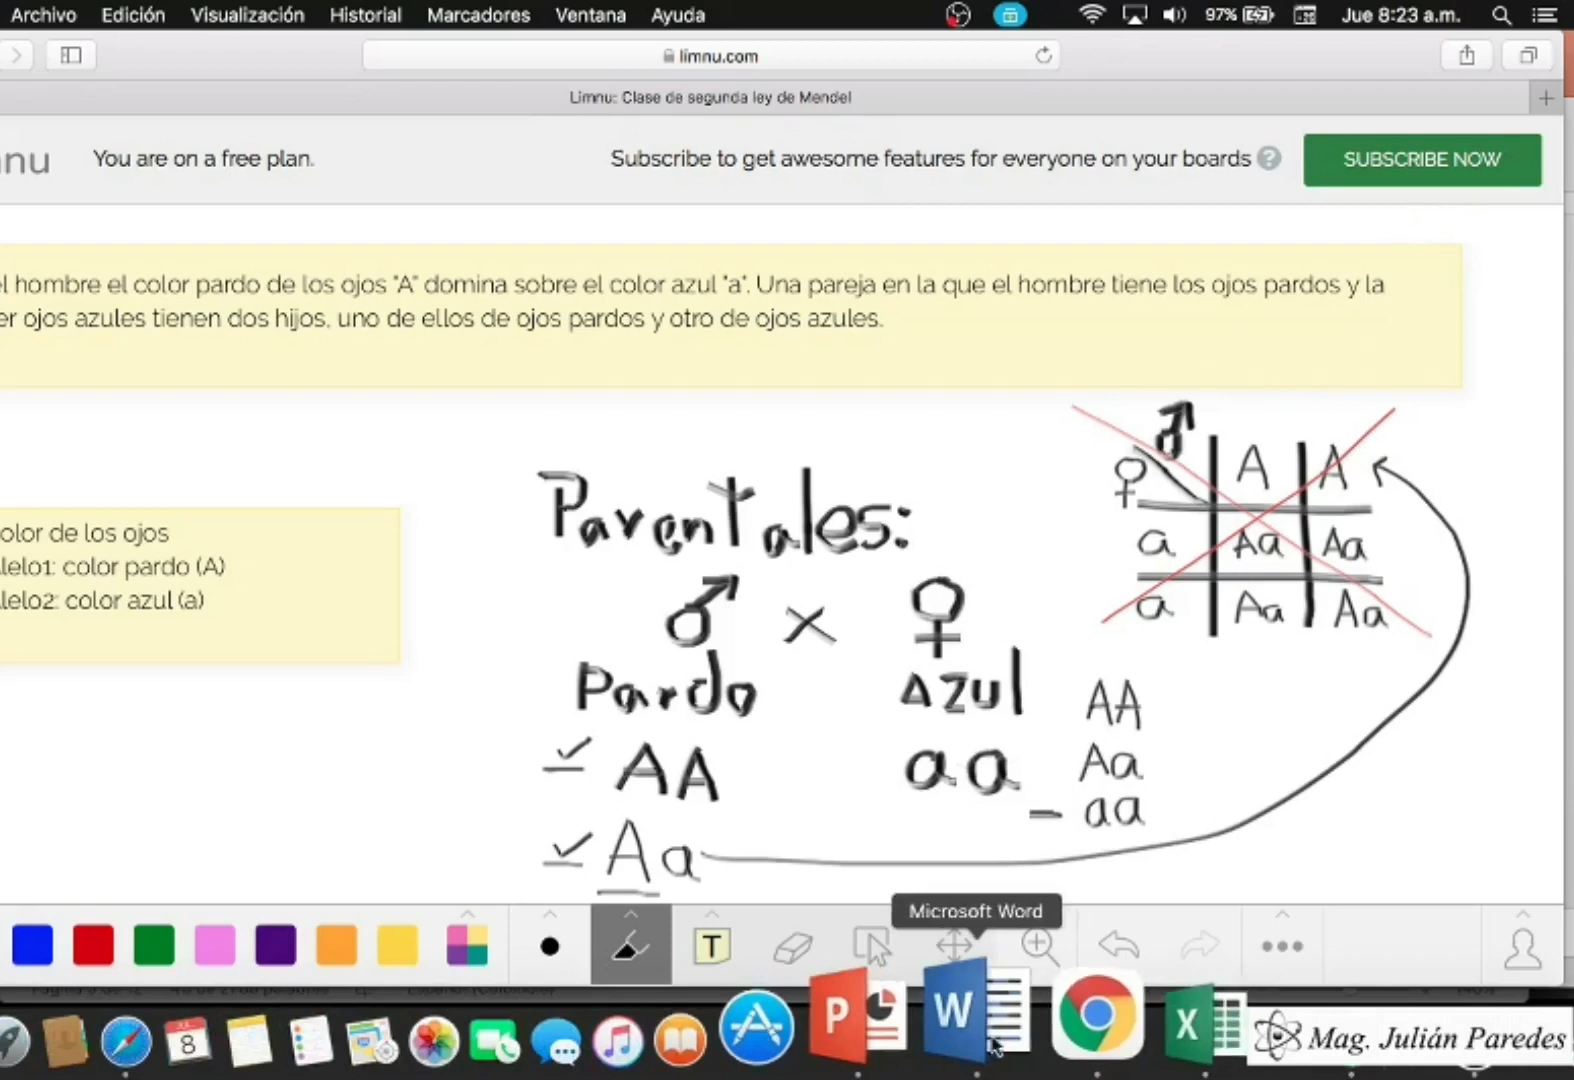 Archivo Edición Visualización Historial Marcadores Ventana Ayuda 97% Jue 8:23 a.m.
limnu.com
Limnu: Clase de segunda ley de Mendel
nu You are on a free plan. Subscribe to get awesome features for everyone on your boards ? SUBSCRIBE NOW
el hombre el color pardo de los ojos "A" domina sobre el color azul "a". Una pareja en la que el hombre tiene los ojos pardos y la
er ojos azules tienen dos hijos, uno de ellos de ojos pardos y otro de ojos azules.
olor de los ojos
lelo1: color pardo (A)
lelo2: color azul (a)
Parentales:
♂ x ♀
Pardo Azul
AA aa
Aa
♂ A A
♀
a Aa Aa
a Aa Aa
AA
Aa
aa
Microsoft Word
T
8
P W X
Mag. Julián Paredes